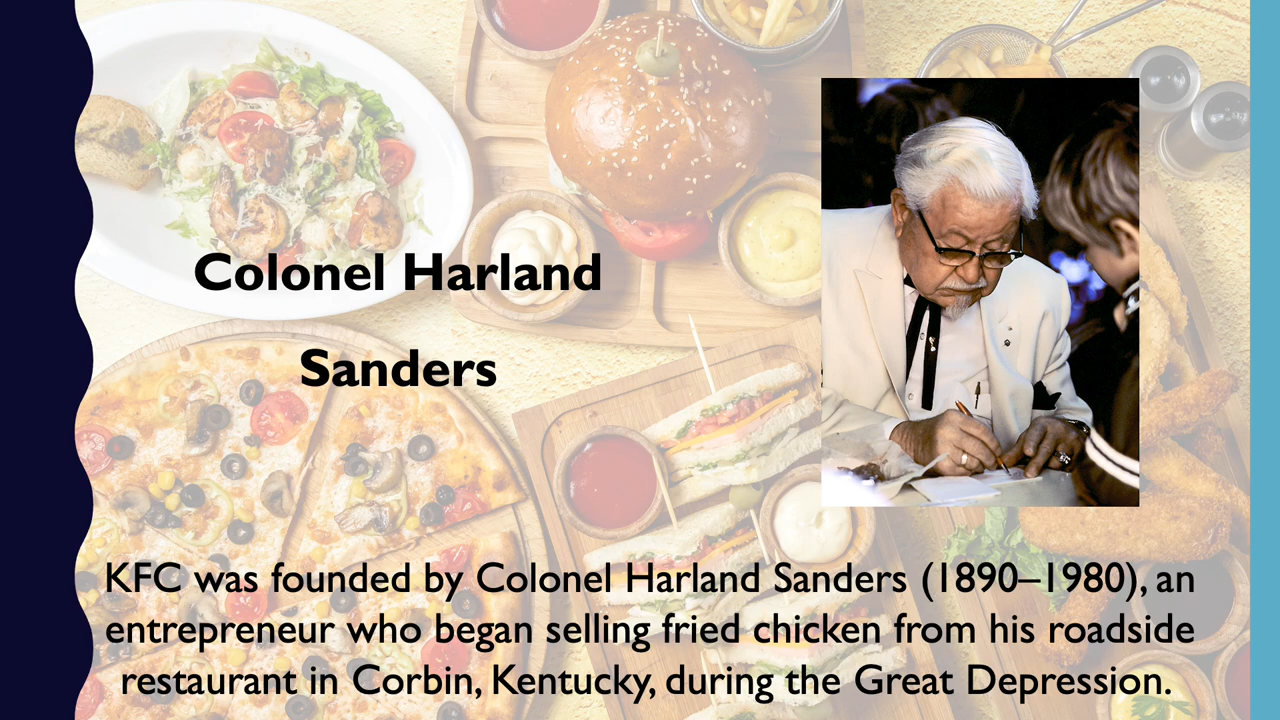 Colonel Harland
Sanders
KFC was founded by Colonel Harland Sanders (1890–1980), an
entrepreneur who began selling fried chicken from his roadside
restaurant in Corbin, Kentucky, during the Great Depression.